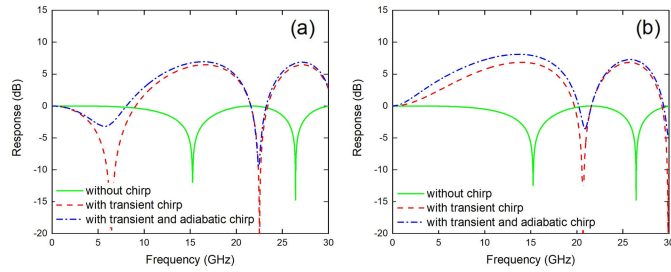 (a)
15
10
5
0
-5
-10
-15
-20
Response (dB)
without chirp
with transient chirp
with transient and adiabatic chirp
0 5 10 15 20 25 30
Frequency (GHz)
(b)
15
10
5
0
-5
-10
-15
-20
Response (dB)
without chirp
with transient chirp
with transient and adiabatic chirp
0 5 10 15 20 25 30
Frequency (GHz)